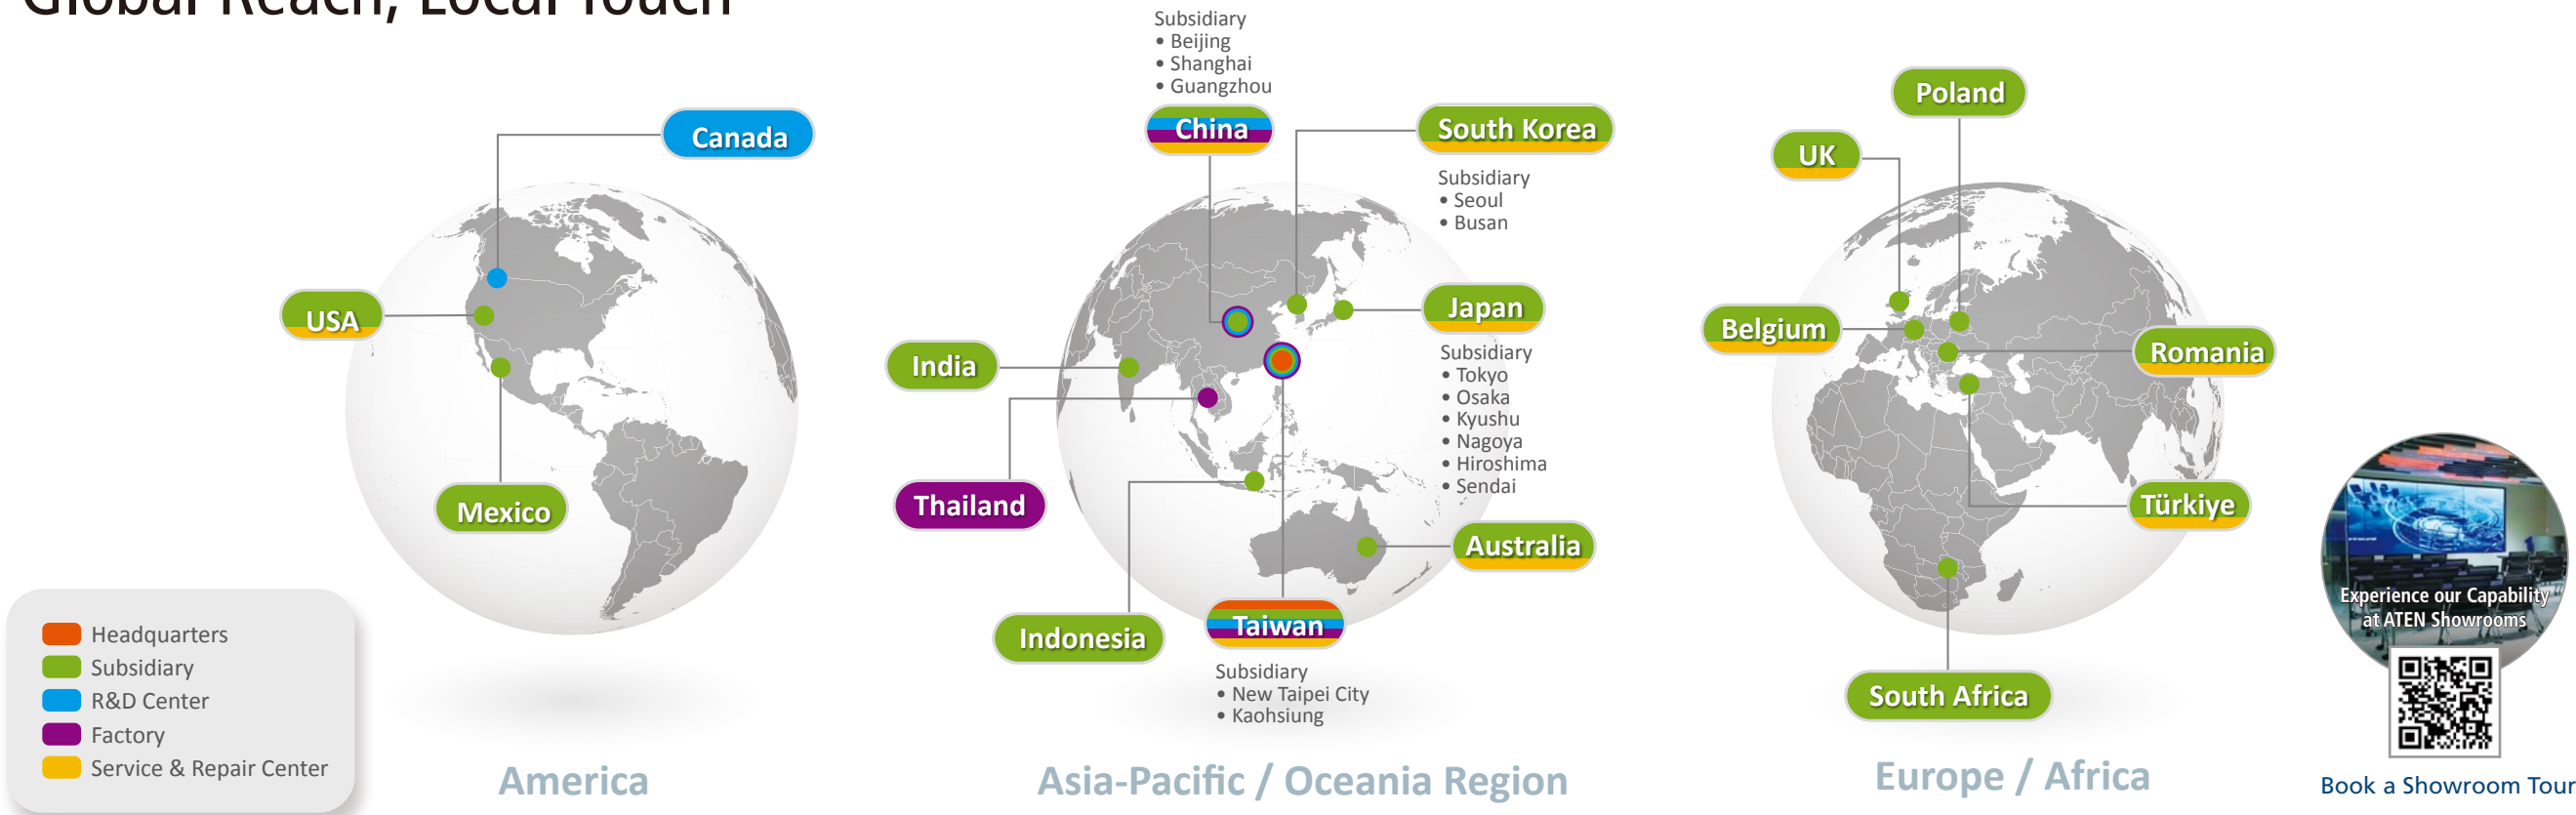 Global Reach, Local Touch
Canada
USA
Mexico
America
Headquarters
Subsidiary
R&D Center
Factory
Service & Repair Center
Subsidiary
• Beijing
• Shanghai
• Guangzhou
China
South Korea
Subsidiary
• Seoul
• Busan
Japan
Subsidiary
• Tokyo
• Osaka
• Kyushu
• Nagoya
• Hiroshima
• Sendai
India
Thailand
Australia
Indonesia
Taiwan
Subsidiary
• New Taipei City
• Kaohsiung
Asia-Pacific / Oceania Region
Poland
UK
Belgium
Romania
Türkiye
South Africa
Europe / Africa
Experience our Capability
at ATEN Showrooms
Book a Showroom Tour